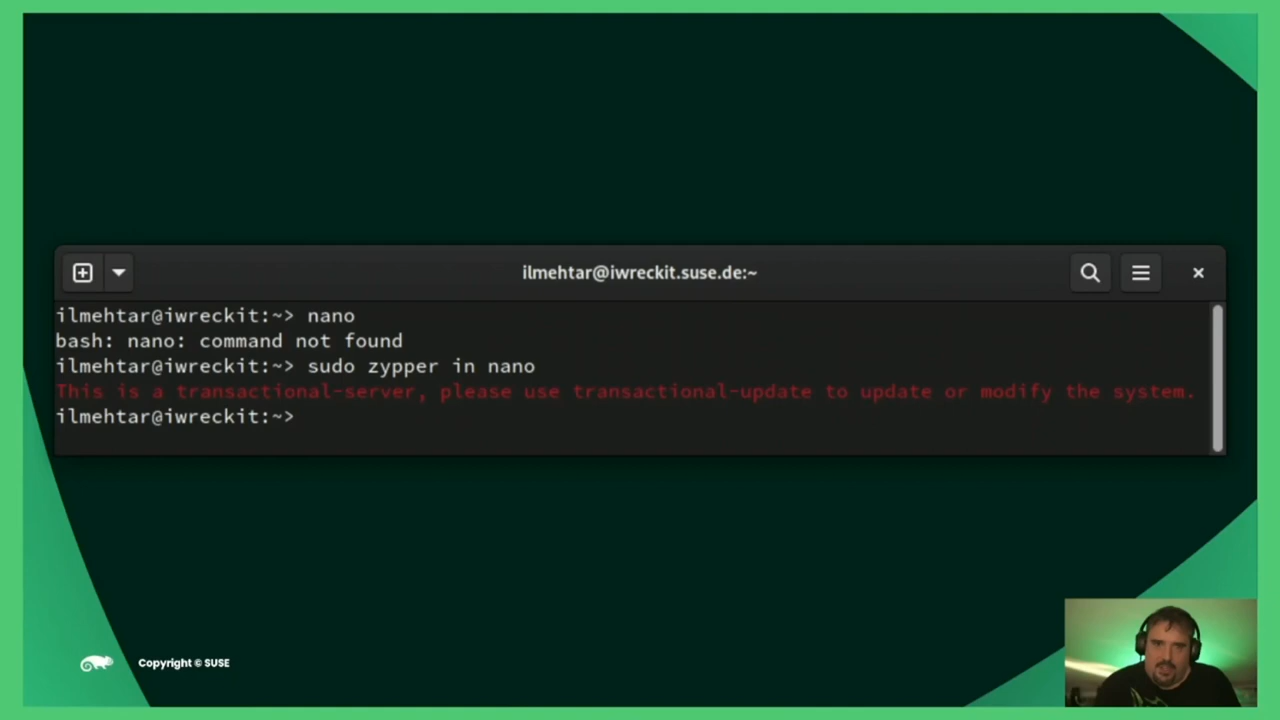 ilmehtar@iwreckit.suse.de:~
ilmehtar@iwreckit:~> nano
bash: nano: command not found
ilmehtar@iwreckit:~> sudo zypper in nano
This is a transactional-server, please use transactional-update to update or modify the system.
ilmehtar@iwreckit:~>
Copyright © SUSE